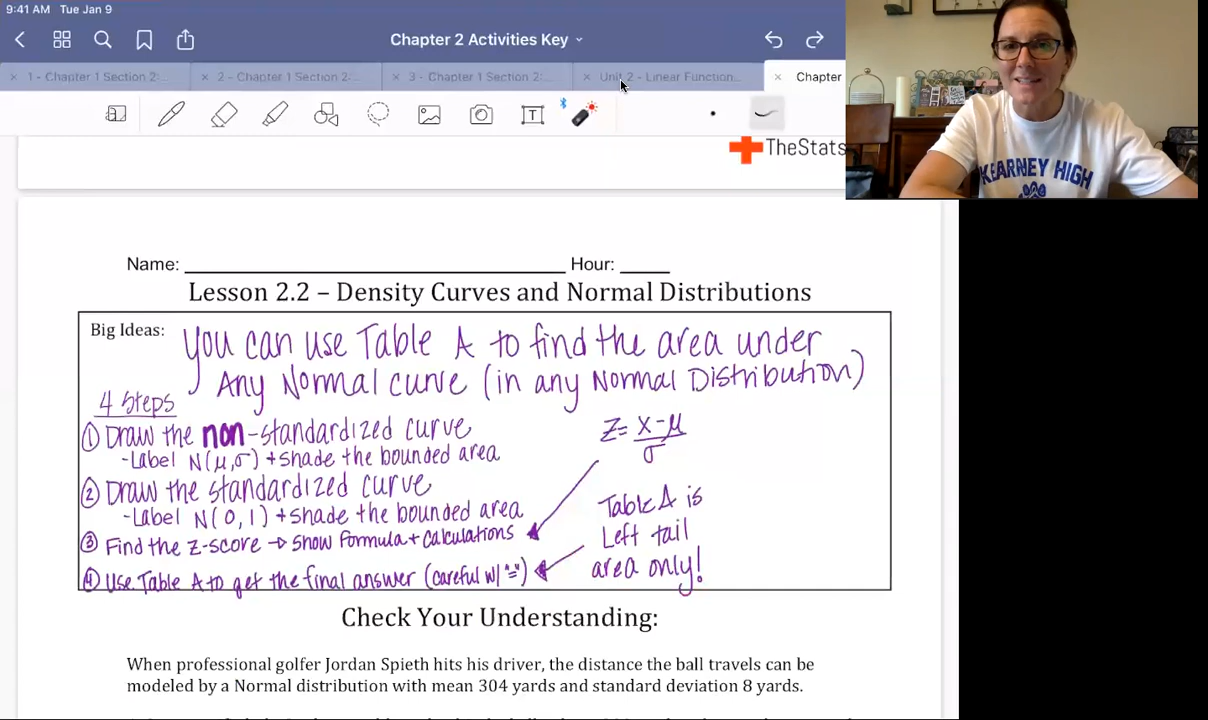 9:41 AM Tue Jan 9
Chapter 2 Activities Key
1 - Chapter 1 Section 2:...
2 - Chapter 1 Section 2:...
3 - Chapter 1 Section 2:...
Unit 2 - Linear Function...
Chapter
T
TheStats
KEARNEY HIGH
Name: Hour:
Lesson 2.2 – Density Curves and Normal Distributions
Big Ideas:
You can use Table A to find the area under
Any Normal curve (in any Normal Distribution)
4 Steps
① Draw the non-standardized curve
-Label N(μ,σ) + shade the bounded area
② Draw the standardized curve
-Label N(0,1) + shade the bounded area
③ Find the z-score → show formula + calculations
④ Use Table A to get the final answer (careful w/ "=")
z = x-μ
σ
Table A is
Left tail
area only!
Check Your Understanding:
When professional golfer Jordan Spieth hits his driver, the distance the ball travels can be
modeled by a Normal distribution with mean 304 yards and standard deviation 8 yards.